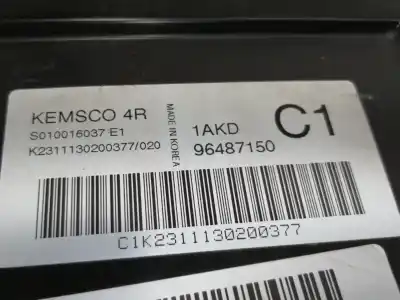 KEMSCO 4R
S010016037 E1
K2311130200377/020
MADE IN KOREA
1AKD
96487150
C1
C1K2311130200377